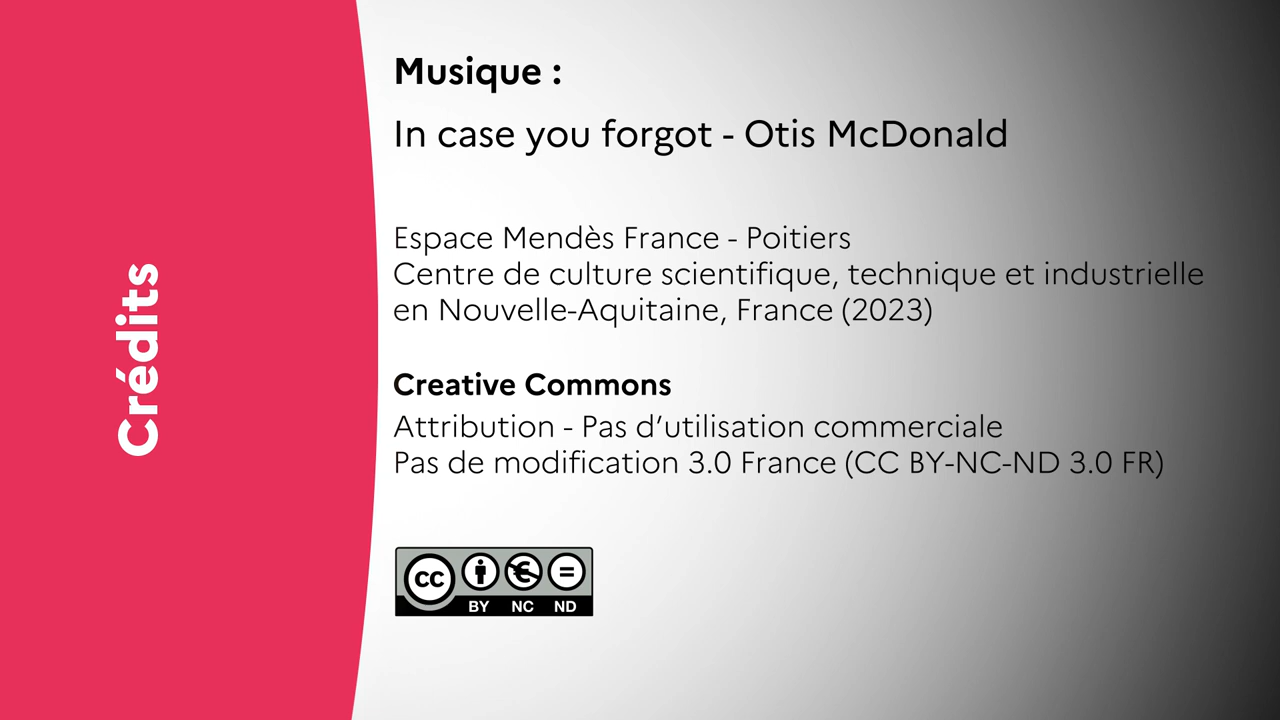 Crédits
Musique :
In case you forgot - Otis McDonald
Espace Mendès France - Poitiers
Centre de culture scientifique, technique et industrielle
en Nouvelle-Aquitaine, France (2023)
Creative Commons
Attribution - Pas d’utilisation commerciale
Pas de modification 3.0 France (CC BY-NC-ND 3.0 FR)
cc
BY NC ND